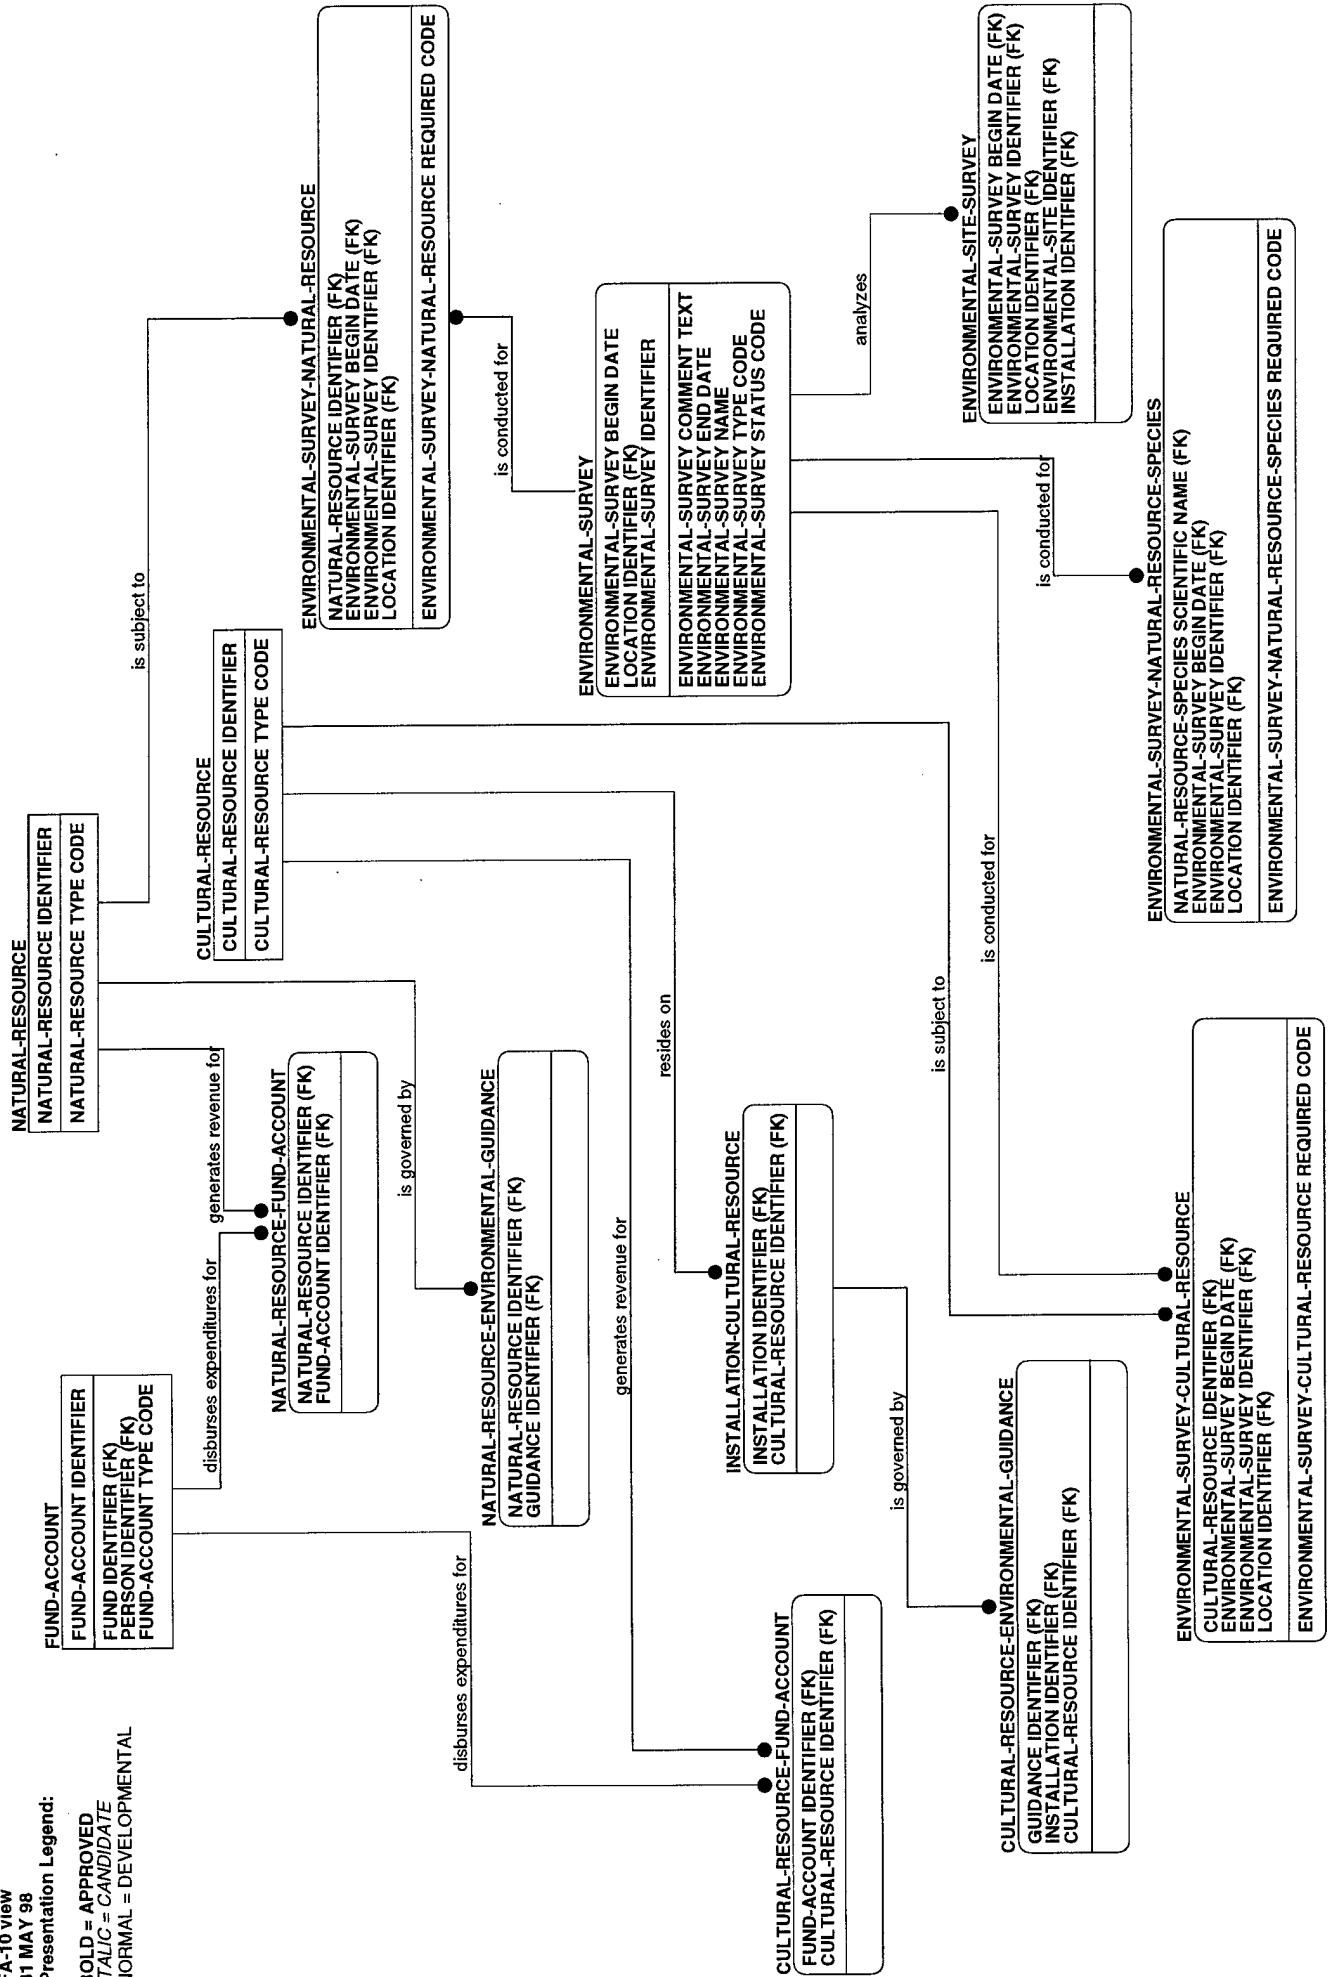 FA-10 view
31 MAY 98
Presentation Legend:
BOLD = APPROVED
ITALIC = CANDIDATE
NORMAL = DEVELOPMENTAL
FUND-ACCOUNT
FUND-ACCOUNT IDENTIFIER
FUND IDENTIFIER (FK)
PERSON IDENTIFIER (FK)
FUND-ACCOUNT TYPE CODE
NATURAL-RESOURCE
NATURAL-RESOURCE IDENTIFIER
NATURAL-RESOURCE TYPE CODE
disburses expenditures for
generates revenue for
is subject to
NATURAL-RESOURCE-FUND-ACCOUNT
NATURAL-RESOURCE IDENTIFIER (FK)
FUND-ACCOUNT IDENTIFIER (FK)
CULTURAL-RESOURCE
CULTURAL-RESOURCE IDENTIFIER
CULTURAL-RESOURCE TYPE CODE
ENVIRONMENTAL-SURVEY-NATURAL-RESOURCE
NATURAL-RESOURCE IDENTIFIER (FK)
ENVIRONMENTAL-SURVEY BEGIN DATE (FK)
ENVIRONMENTAL-SURVEY IDENTIFIER (FK)
LOCATION IDENTIFIER (FK)
ENVIRONMENTAL-SURVEY-NATURAL-RESOURCE REQUIRED CODE
is governed by
disburses expenditures for
NATURAL-RESOURCE-ENVIRONMENTAL-GUIDANCE
NATURAL-RESOURCE IDENTIFIER (FK)
GUIDANCE IDENTIFIER (FK)
is conducted for
generates revenue for
ENVIRONMENTAL-SURVEY
ENVIRONMENTAL-SURVEY BEGIN DATE
LOCATION IDENTIFIER (FK)
ENVIRONMENTAL-SURVEY IDENTIFIER
ENVIRONMENTAL-SURVEY COMMENT TEXT
ENVIRONMENTAL-SURVEY END DATE
ENVIRONMENTAL-SURVEY NAME
ENVIRONMENTAL-SURVEY TYPE CODE
ENVIRONMENTAL-SURVEY STATUS CODE
resides on
CULTURAL-RESOURCE-FUND-ACCOUNT
FUND-ACCOUNT IDENTIFIER (FK)
CULTURAL-RESOURCE IDENTIFIER (FK)
INSTALLATION-CULTURAL-RESOURCE
INSTALLATION IDENTIFIER (FK)
CULTURAL-RESOURCE IDENTIFIER (FK)
analyzes
is governed by
is subject to
is conducted for
is conducted for
ENVIRONMENTAL-SITE-SURVEY
ENVIRONMENTAL-SURVEY BEGIN DATE (FK)
ENVIRONMENTAL-SURVEY IDENTIFIER (FK)
LOCATION IDENTIFIER (FK)
ENVIRONMENTAL-SITE IDENTIFIER (FK)
INSTALLATION IDENTIFIER (FK)
CULTURAL-RESOURCE-ENVIRONMENTAL-GUIDANCE
GUIDANCE IDENTIFIER (FK)
INSTALLATION IDENTIFIER (FK)
CULTURAL-RESOURCE IDENTIFIER (FK)
ENVIRONMENTAL-SURVEY-CULTURAL-RESOURCE
CULTURAL-RESOURCE IDENTIFIER (FK)
ENVIRONMENTAL-SURVEY BEGIN DATE (FK)
ENVIRONMENTAL-SURVEY IDENTIFIER (FK)
LOCATION IDENTIFIER (FK)
ENVIRONMENTAL-SURVEY-CULTURAL-RESOURCE REQUIRED CODE
ENVIRONMENTAL-SURVEY-NATURAL-RESOURCE-SPECIES
NATURAL-RESOURCE-SPECIES SCIENTIFIC NAME (FK)
ENVIRONMENTAL-SURVEY BEGIN DATE (FK)
ENVIRONMENTAL-SURVEY IDENTIFIER (FK)
LOCATION IDENTIFIER (FK)
ENVIRONMENTAL-SURVEY-NATURAL-RESOURCE-SPECIES REQUIRED CODE